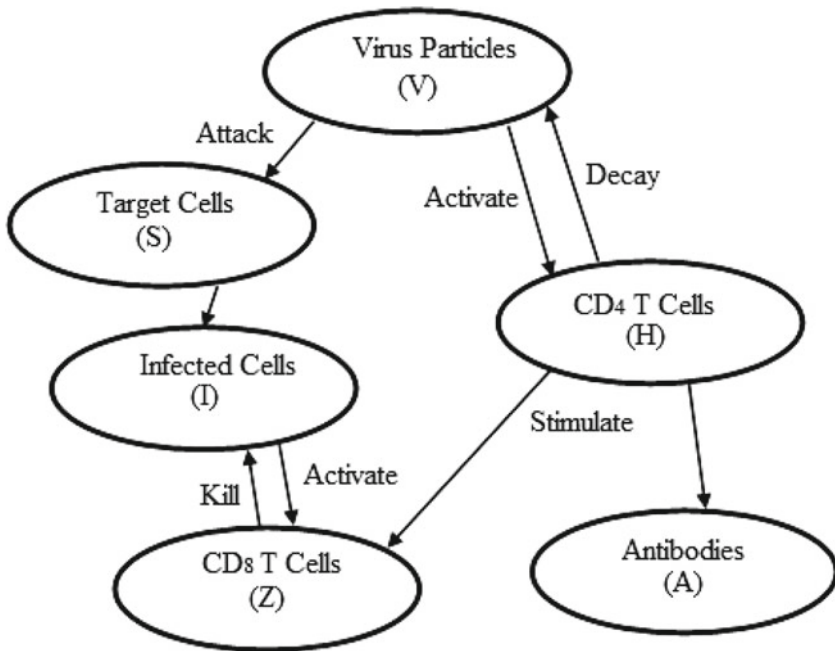 Virus Particles
(V)
Attack
Activate
Decay
Target Cells
(S)
CD4 T Cells
(H)
Infected Cells
(I)
Stimulate
Kill
Activate
CD8 T Cells
(Z)
Antibodies
(A)